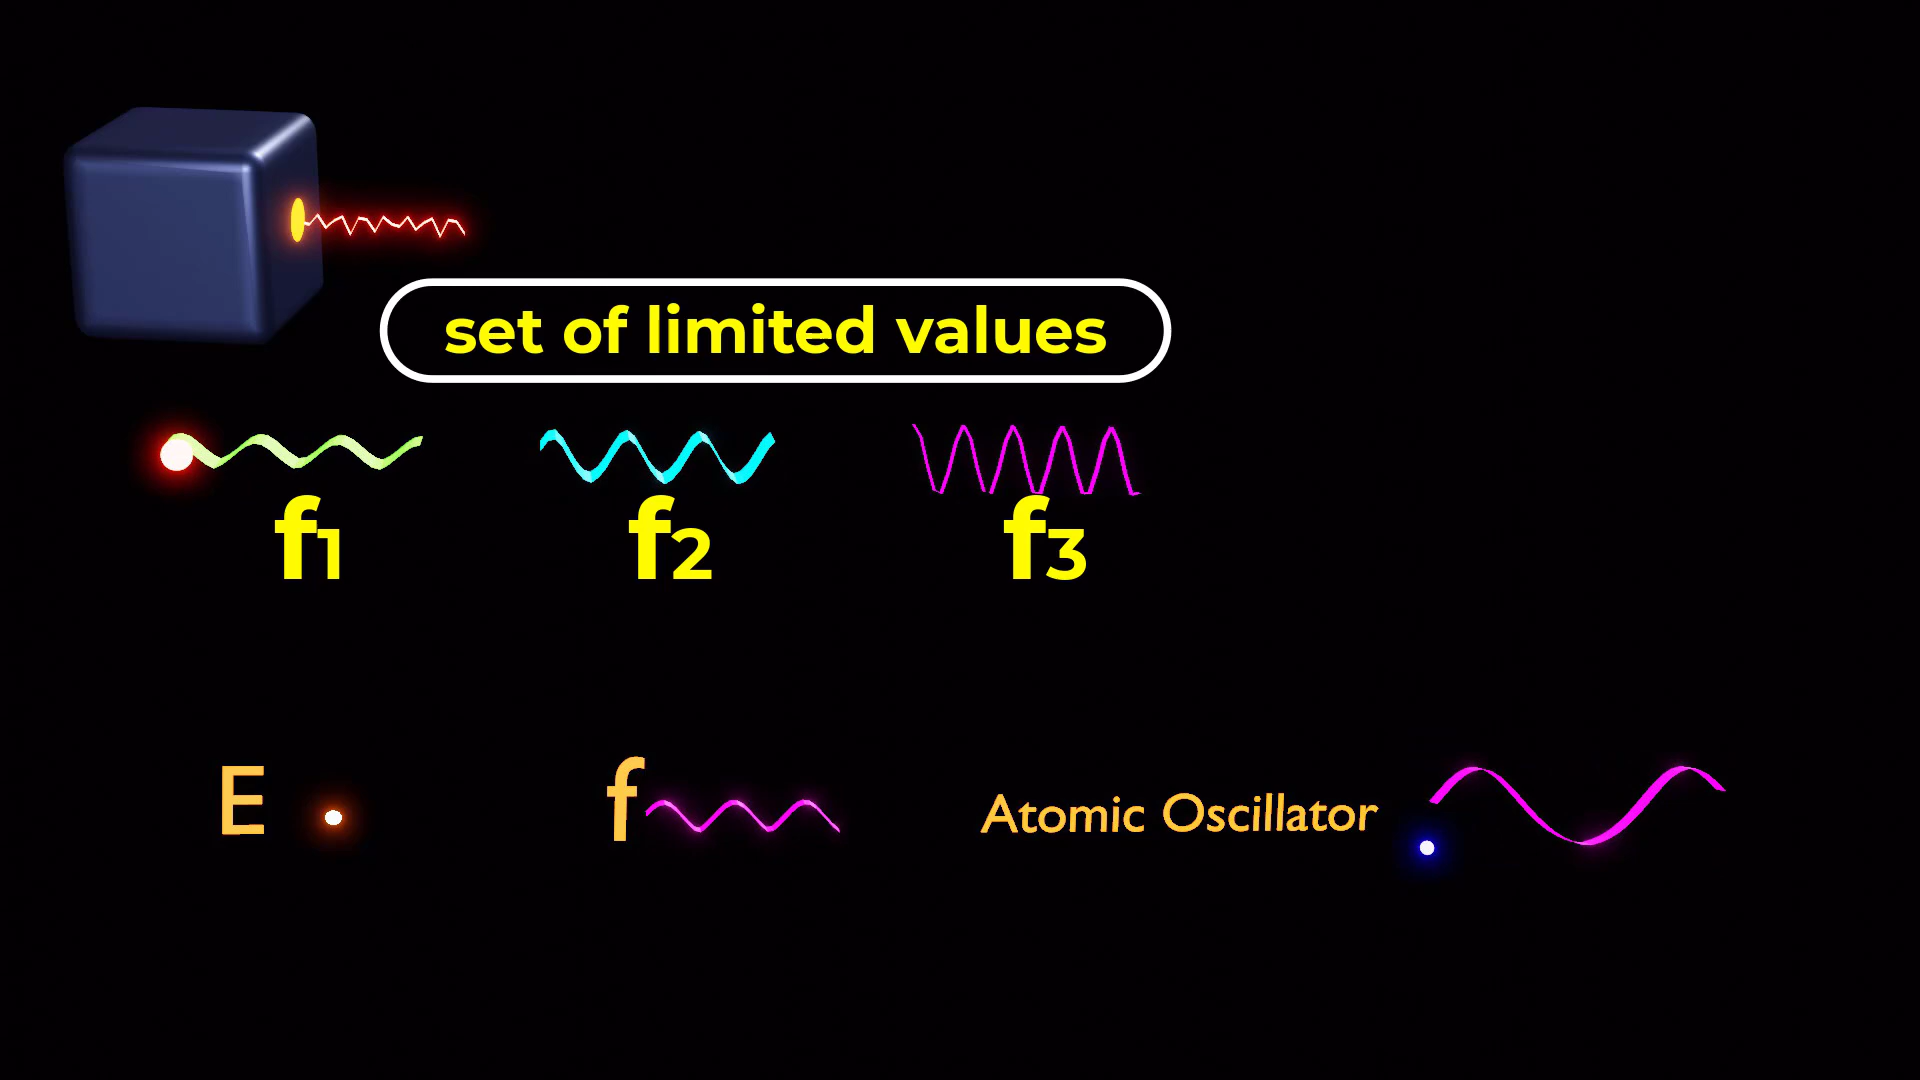 set of limited values
f1 f2 f3
E f Atomic Oscillator